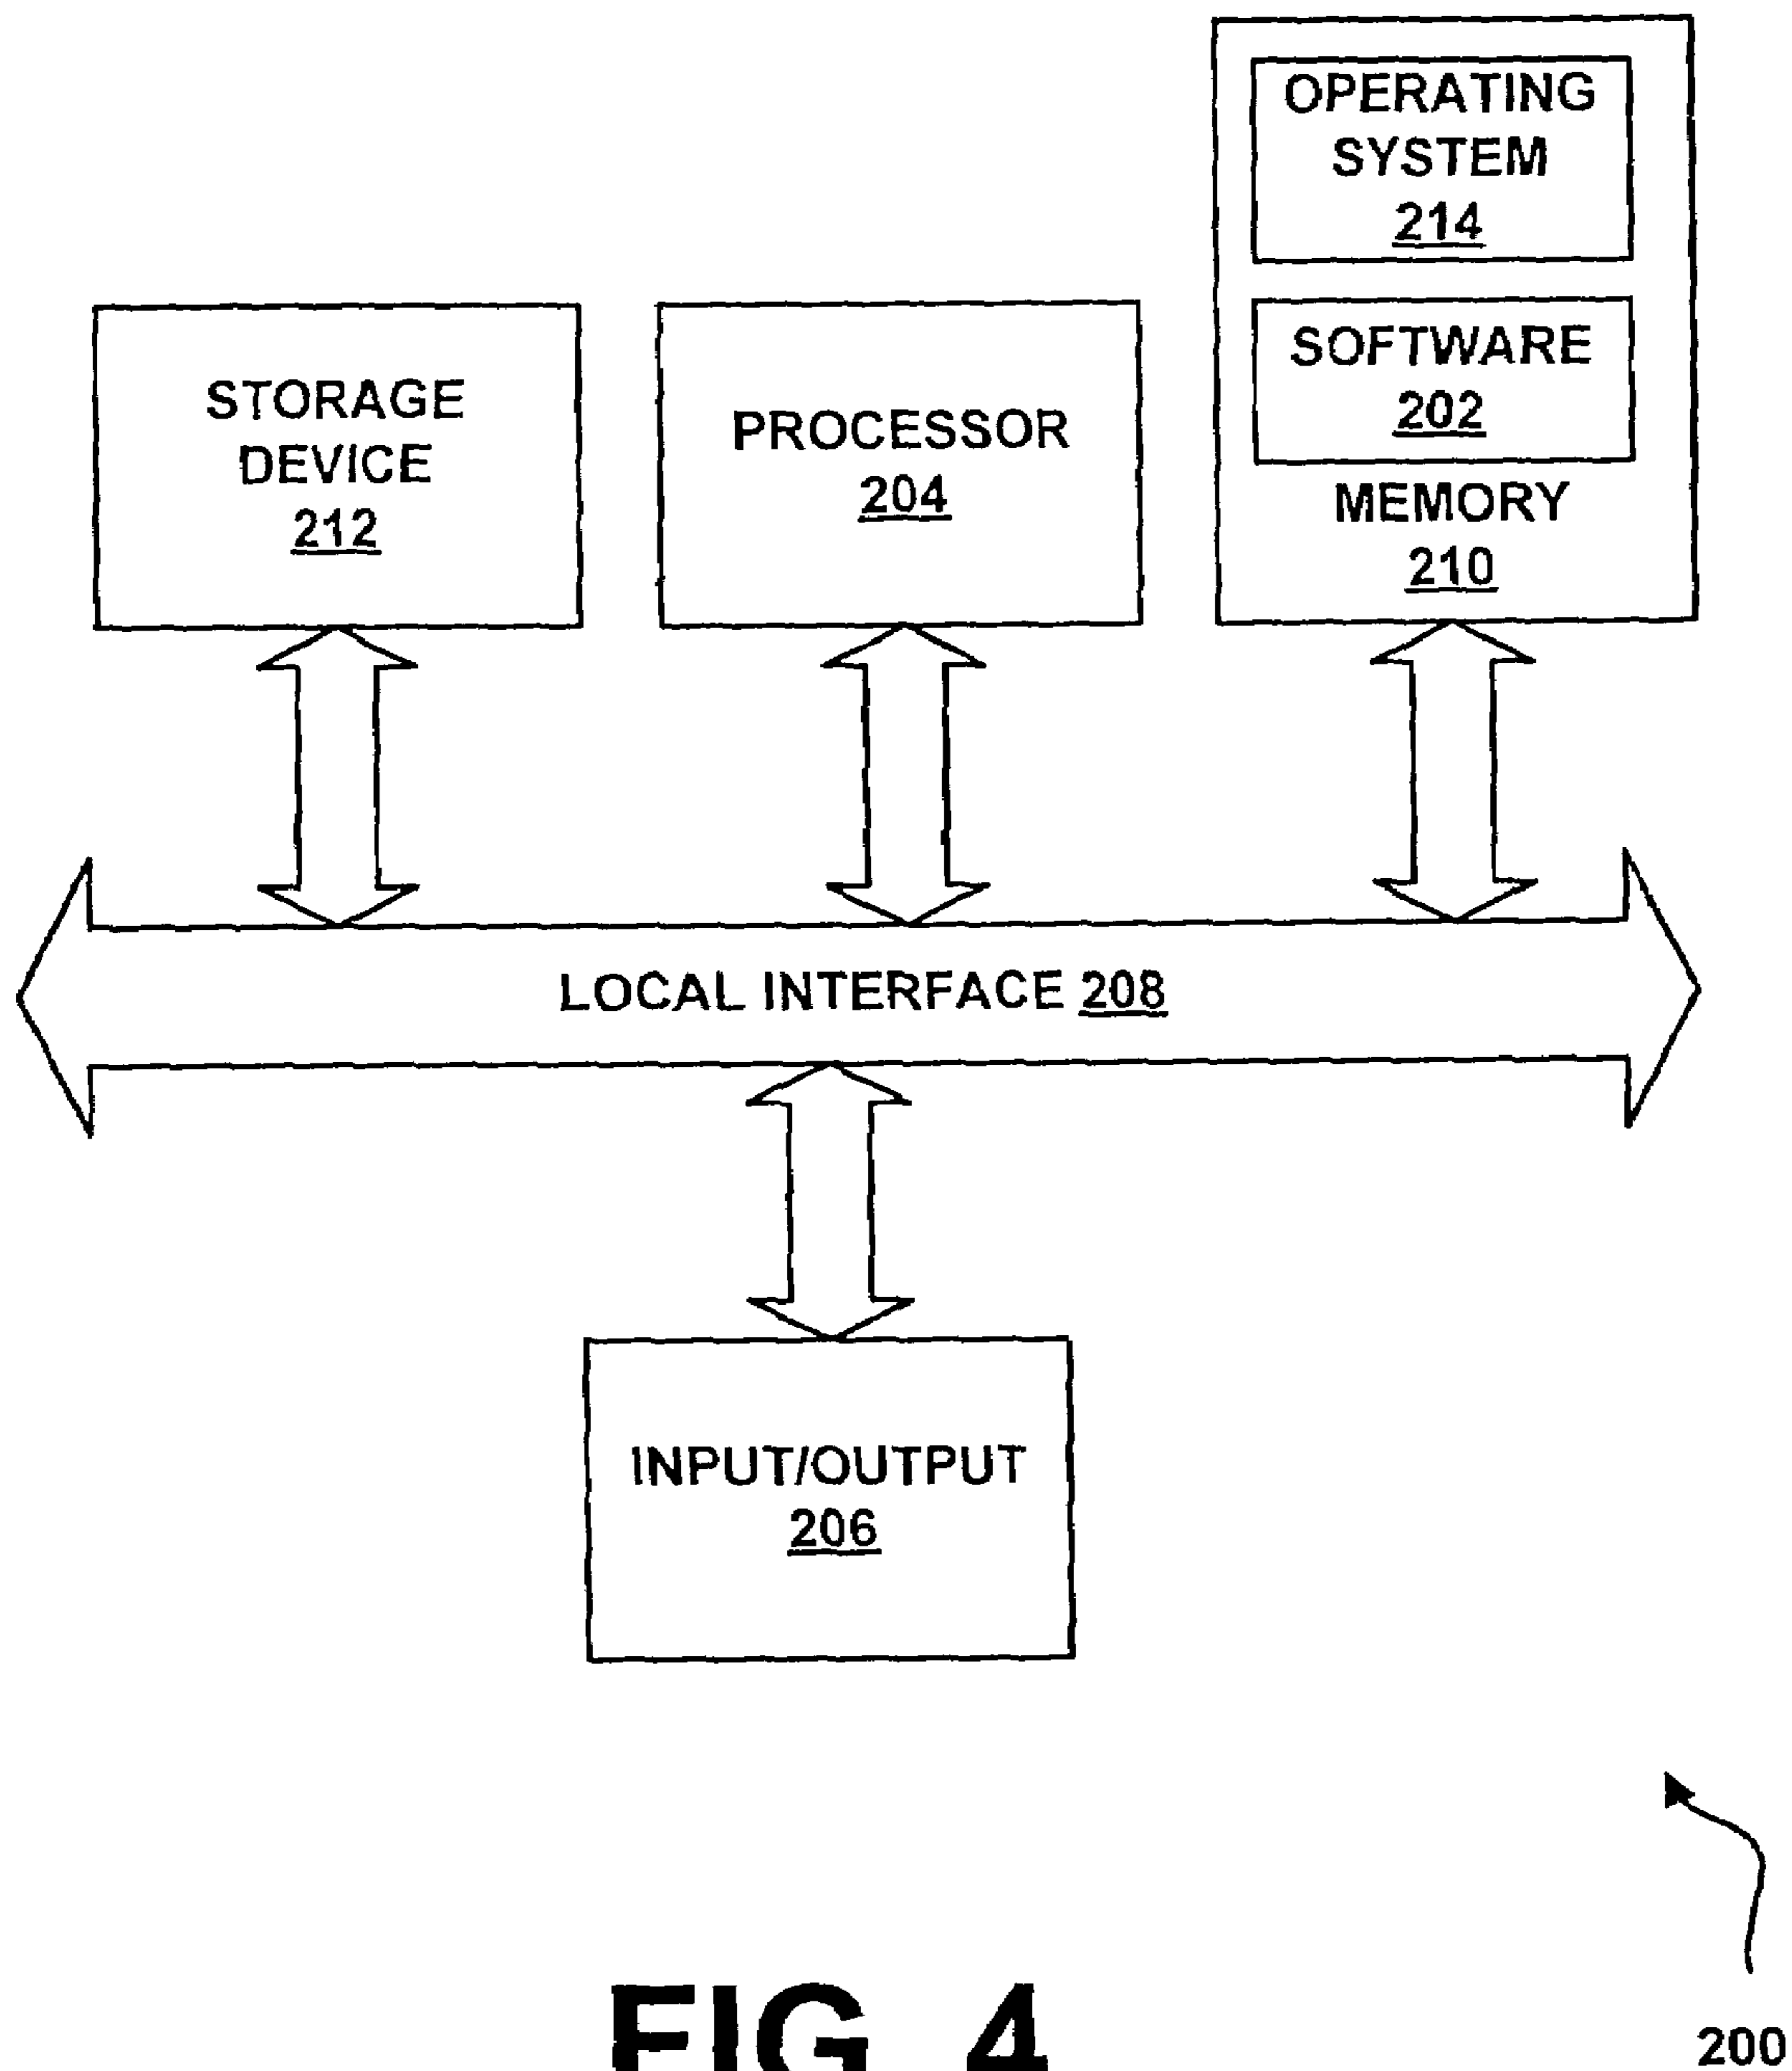 OPERATING
SYSTEM
214
SOFTWARE
202
MEMORY
210
STORAGE
DEVICE
212
PROCESSOR
204
LOCAL INTERFACE 208
INPUT/OUTPUT
206
200
FIG. 4